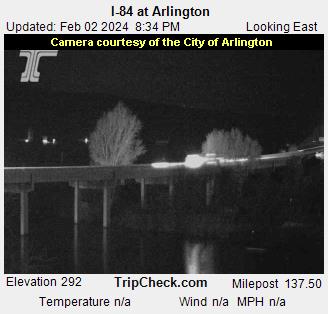 I-84 at Arlington
Updated: Feb 02 2024 8:34 PM Looking East
Camera courtesy of the City of Arlington
Elevation 292 TripCheck.com Milepost 137.50
Temperature n/a Wind n/a MPH n/a